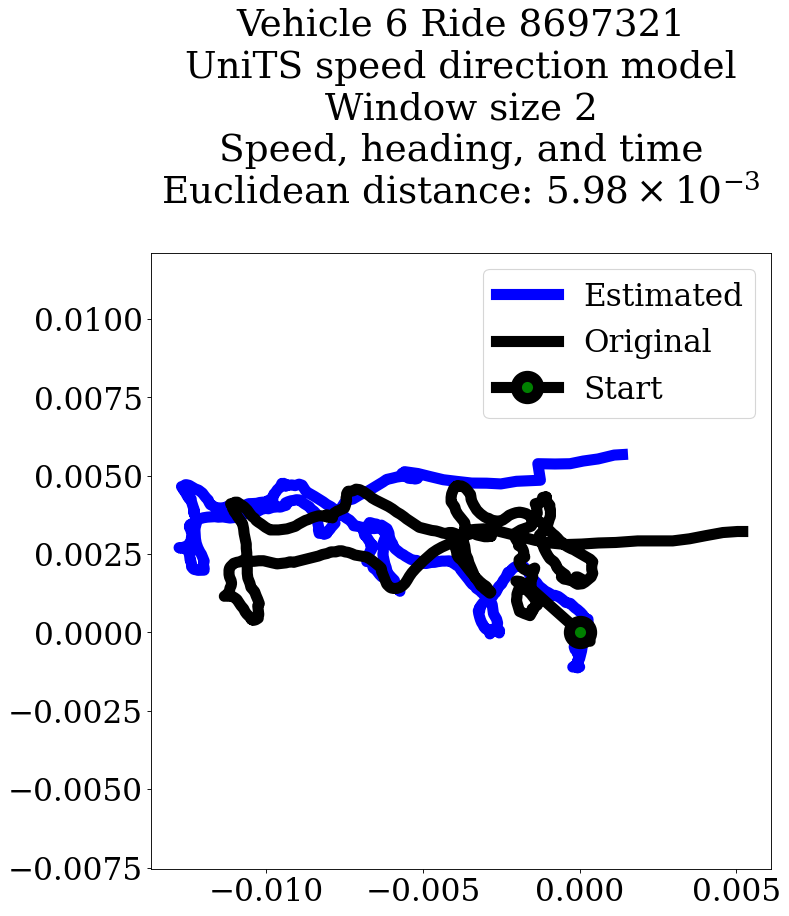 Vehicle 6 Ride 8697321
UniTS speed direction model
Window size 2
Speed, heading, and time
Euclidean distance: 5.98 × 10⁻³
Estimated
Original
Start
0.0100
0.0075
0.0050
0.0025
0.0000
−0.0025
−0.0050
−0.0075
−0.010 −0.005 0.000 0.005